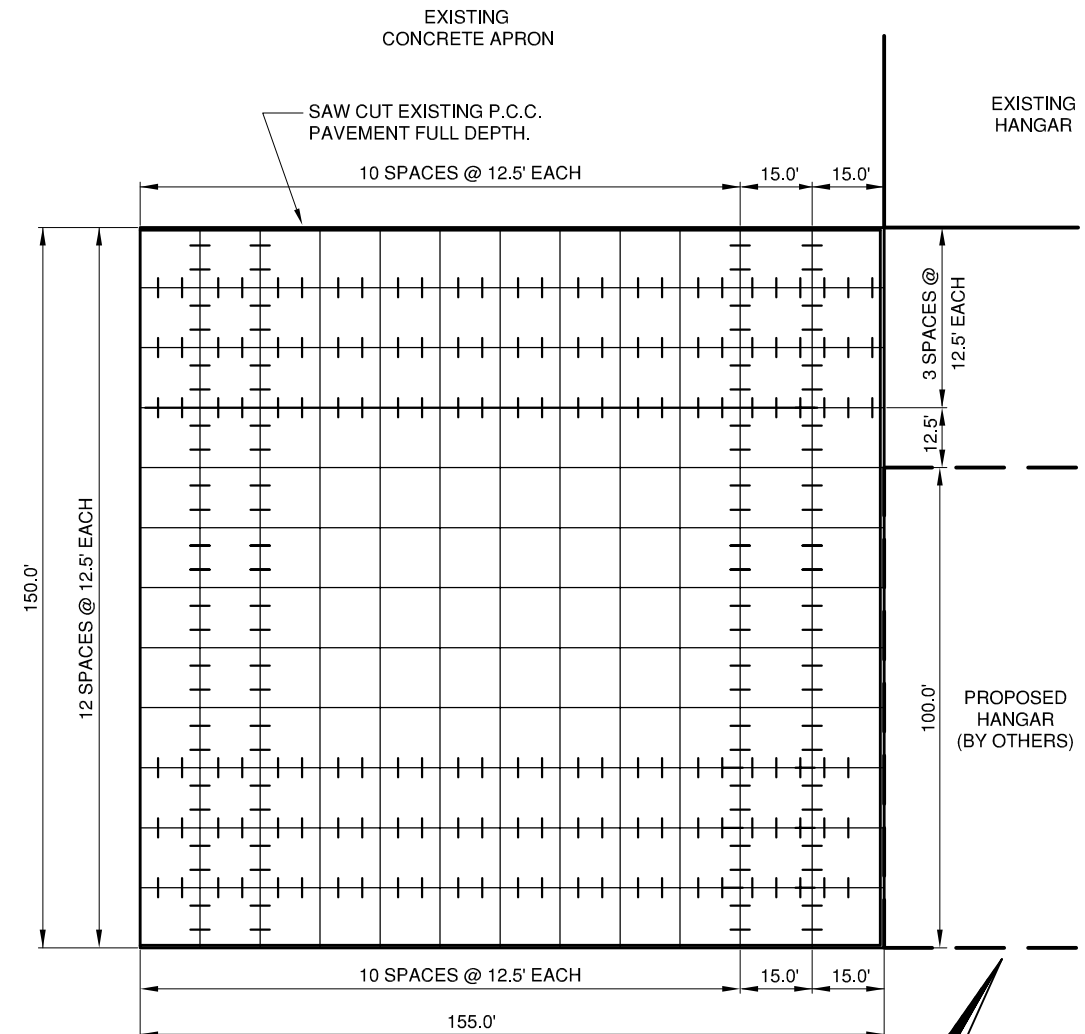 EXISTING
CONCRETE APRON
EXISTING
HANGAR
SAW CUT EXISTING P.C.C.
PAVEMENT FULL DEPTH.
10 SPACES @ 12.5' EACH
15.0'
15.0'
3 SPACES @
12.5' EACH
12.5'
150.0'
12 SPACES @ 12.5' EACH
100.0'
PROPOSED
HANGAR
(BY OTHERS)
10 SPACES @ 12.5' EACH
15.0'
15.0'
155.0'